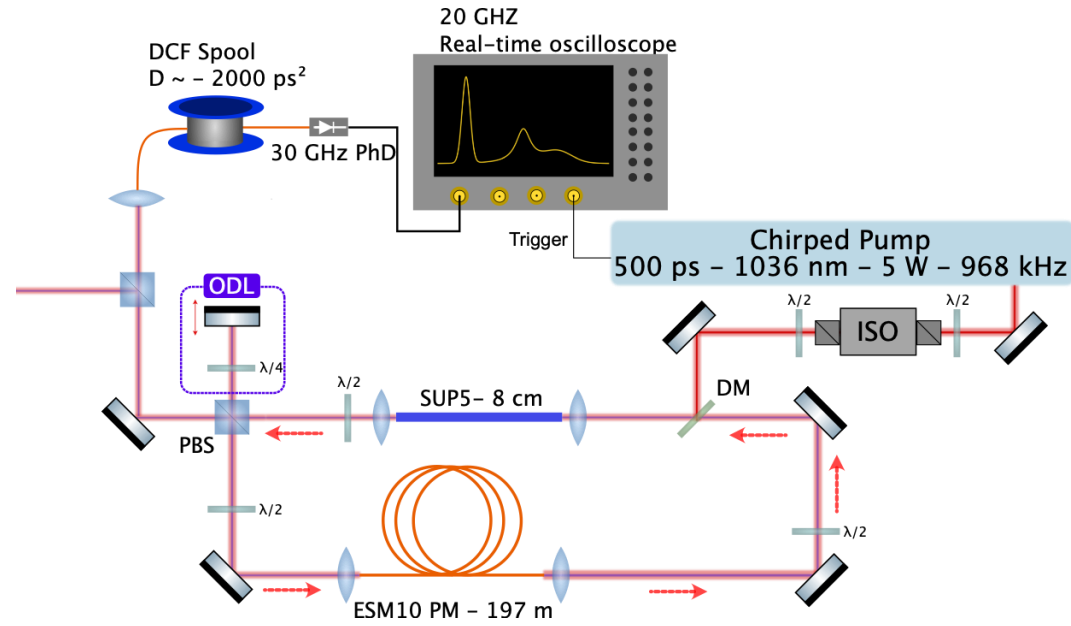 20 GHZ
Real-time oscilloscope
DCF Spool
D ~ - 2000 ps²
30 GHz PhD
Trigger
Chirped Pump
500 ps - 1036 nm - 5 W - 968 kHz
ODL
λ/2
λ/2
ISO
λ/4
λ/2
SUP5- 8 cm
DM
PBS
λ/2
λ/2
ESM10 PM - 197 m